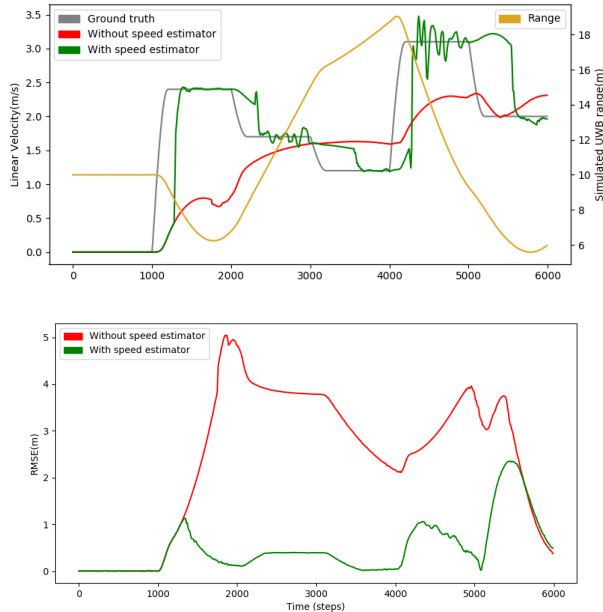 Ground truth
Without speed estimator
With speed estimator
Range
Linear Velocity(m/s)
Simulated UWB range(m)
3.5
3.0
2.5
2.0
1.5
1.0
0.5
0.0
18
16
14
12
10
8
6
0 1000 2000 3000 4000 5000 6000
Without speed estimator
With speed estimator
RMSE(m)
5
4
3
2
1
0
0 1000 2000 3000 4000 5000 6000
Time (steps)